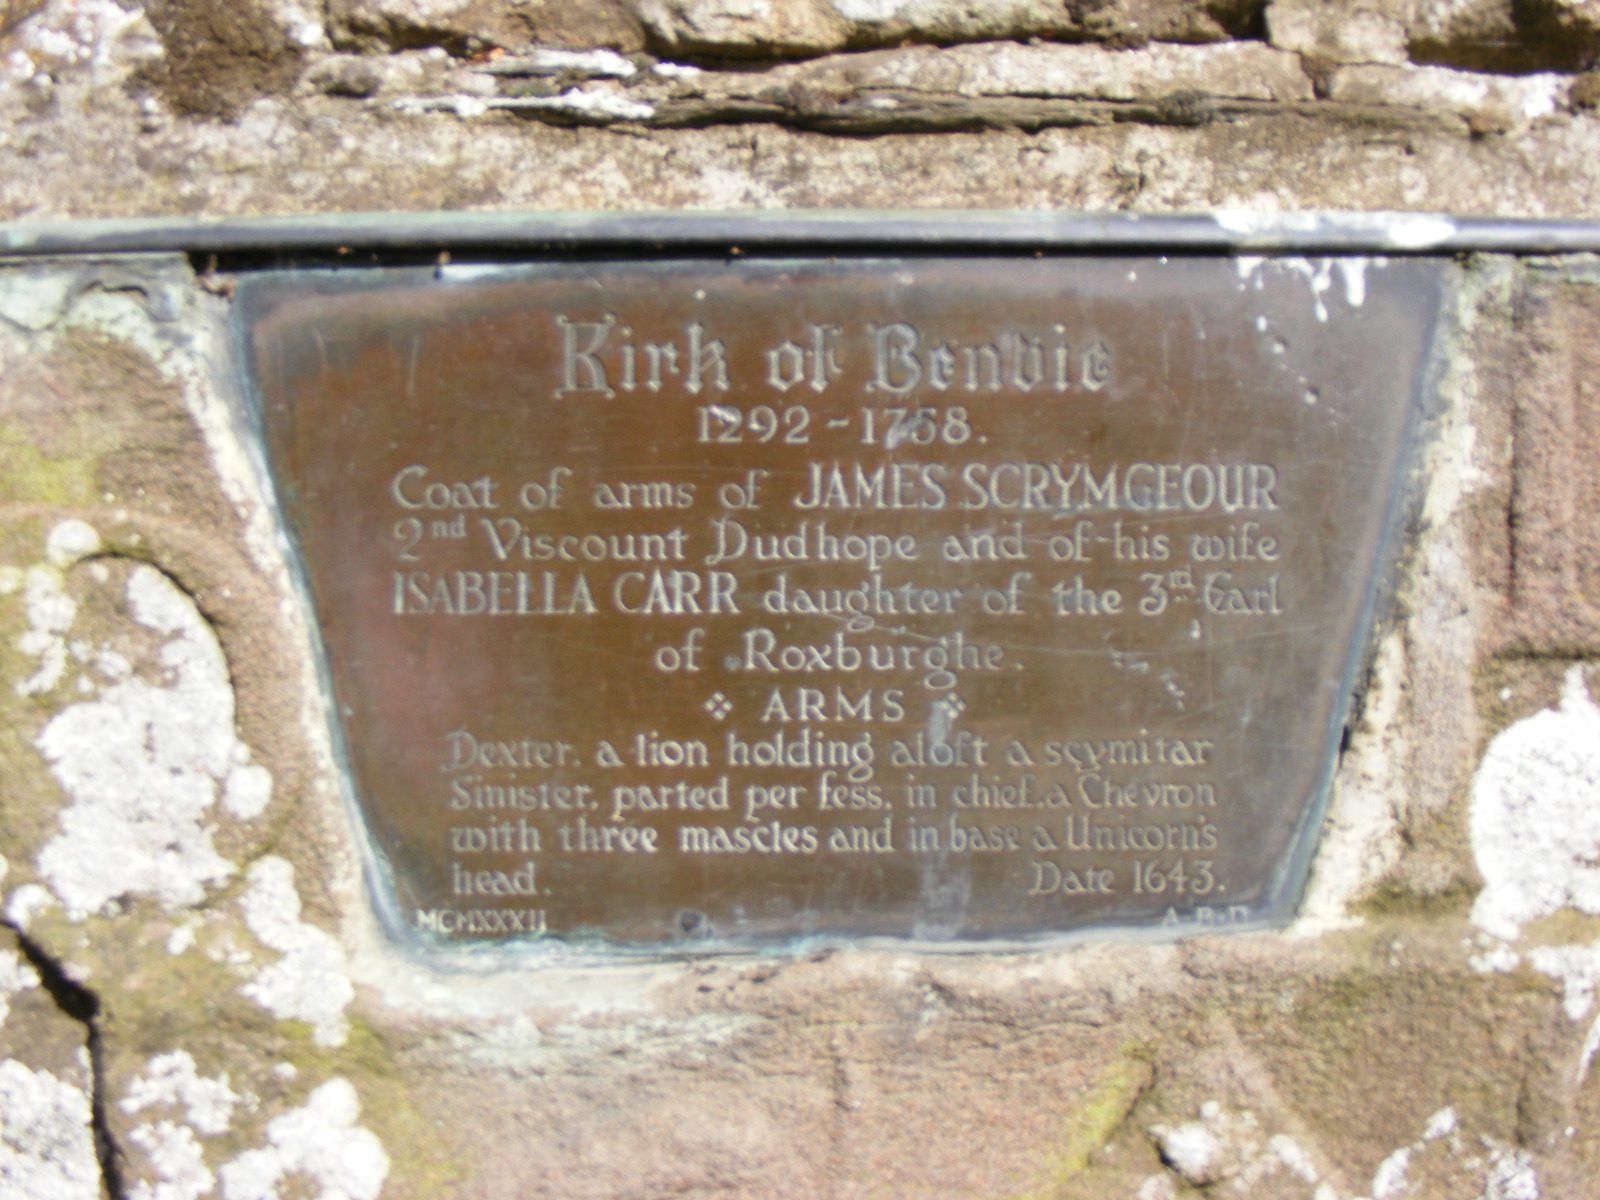 Kirk of Benvie
1292 - 1758.
Coat of arms of JAMES SCRYMGEOUR
2nd Viscount Dudhope and of his wife
ISABELLA CARR daughter of the 3rd Earl
of Roxburghe.
ARMS
Dexter. a lion holding aloft a scymitar
Sinister. parted per fess. in chief. a Chevron
with three mascles and in base a Unicorn's
head. Date 1643.
MCMXXXII A.B.D